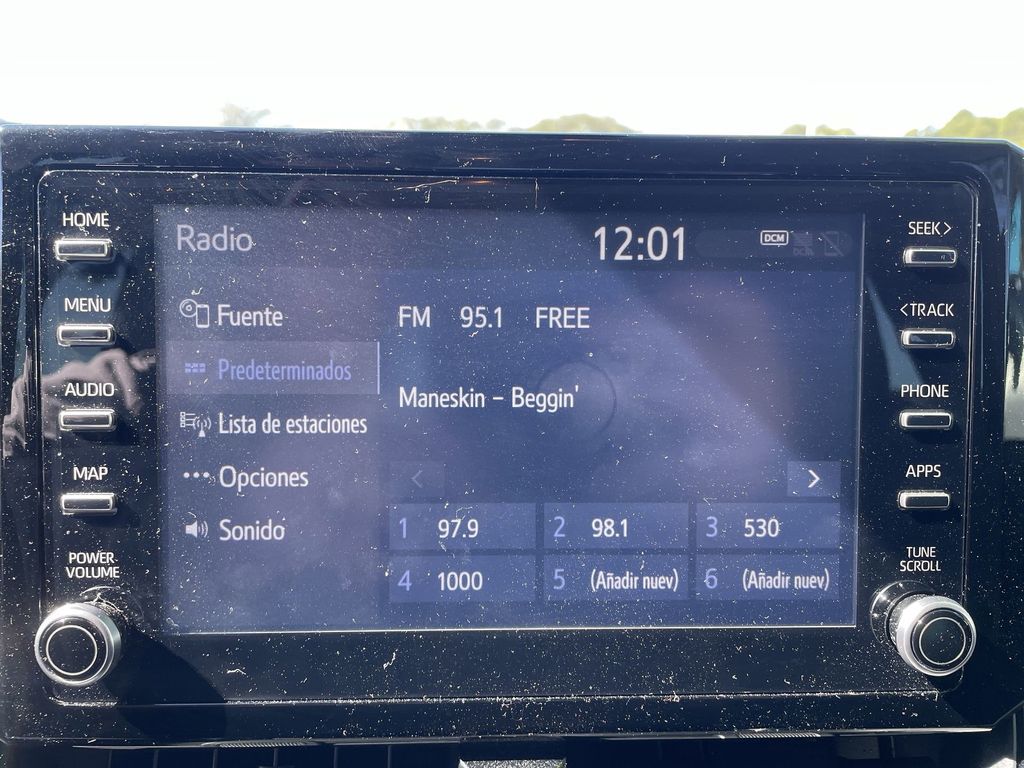 HOME
MENU
AUDIO
MAP
POWER
VOLUME
Radio
12:01
DCM
Fuente
Predeterminados
Lista de estaciones
Opciones
Sonido
FM 95.1 FREE
Maneskin – Beggin'
1 97.9 2 98.1 3 530
4 1000 5 (Añadir nuev) 6 (Añadir nuev)
SEEK>
<TRACK
PHONE
APPS
TUNE
SCROLL